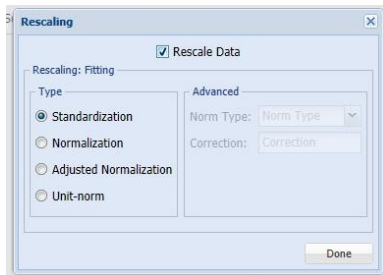 Rescaling
Rescale Data
Rescaling: Fitting
Type
Standardization
Normalization
Adjusted Normalization
Unit-norm
Advanced
Norm Type: Norm Type
Correction: Correction
Done